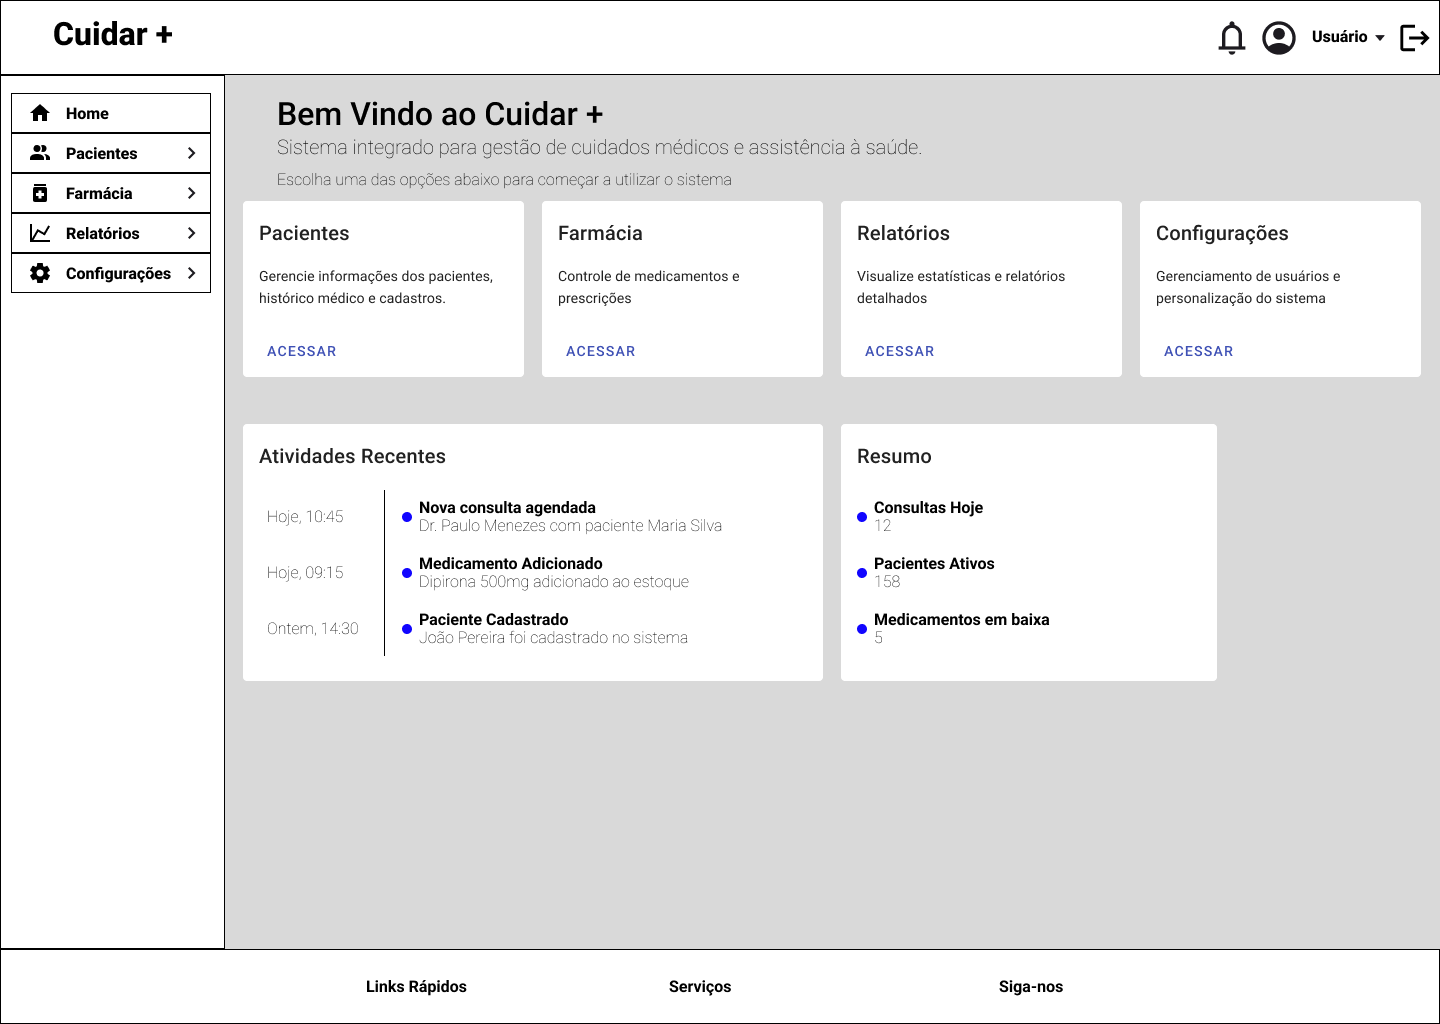 Cuidar +
Usuário
Home
Pacientes
Farmácia
Relatórios
Configurações
Bem Vindo ao Cuidar +
Sistema integrado para gestão de cuidados médicos e assistência à saúde.
Escolha uma das opções abaixo para começar a utilizar o sistema
Pacientes
Gerencie informações dos pacientes,
histórico médico e cadastros.
ACESSAR
Farmácia
Controle de medicamentos e
prescrições
ACESSAR
Relatórios
Visualize estatísticas e relatórios
detalhados
ACESSAR
Configurações
Gerenciamento de usuários e
personalização do sistema
ACESSAR
Atividades Recentes
Hoje, 10:45
Nova consulta agendada
Dr. Paulo Menezes com paciente Maria Silva
Hoje, 09:15
Medicamento Adicionado
Dipirona 500mg adicionado ao estoque
Ontem, 14:30
Paciente Cadastrado
João Pereira foi cadastrado no sistema
Resumo
Consultas Hoje
12
Pacientes Ativos
158
Medicamentos em baixa
5
Links Rápidos
Serviços
Siga-nos